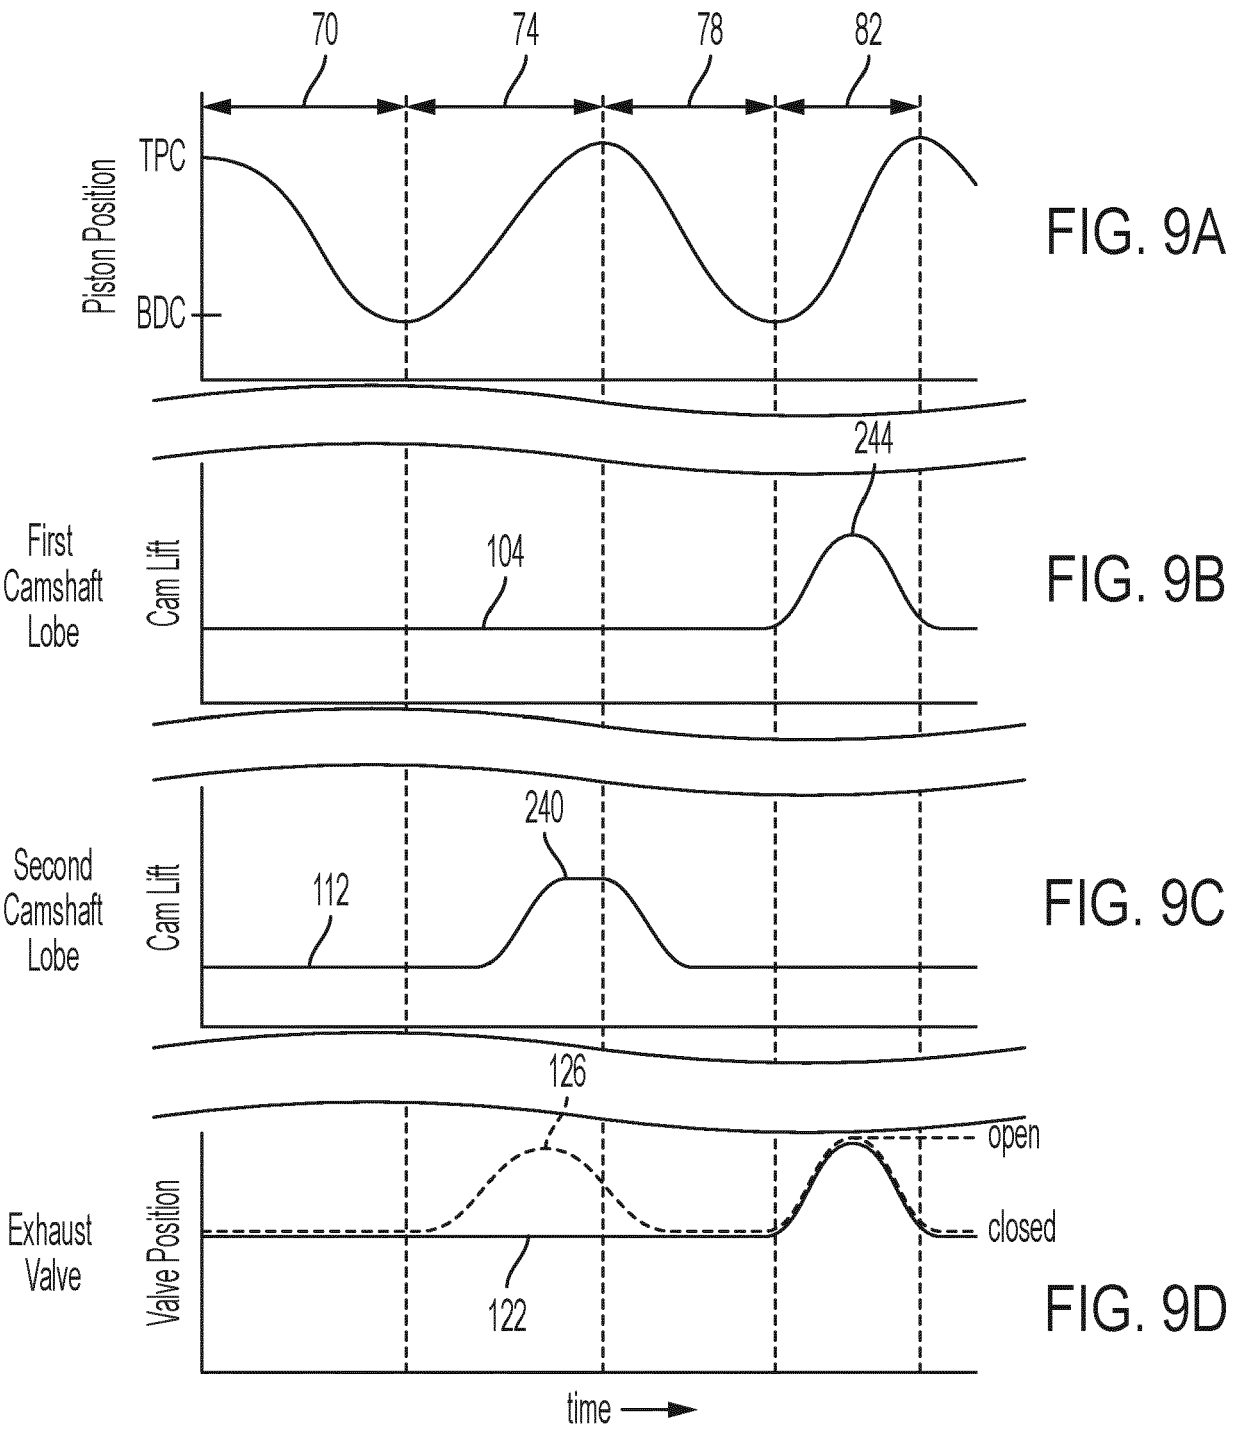 70
74
78
82
TPC
BDC
Piston Position
FIG. 9A
244
104
First
Camshaft
Lobe
Cam Lift
FIG. 9B
240
112
Second
Camshaft
Lobe
Cam Lift
FIG. 9C
126
open
closed
122
Exhaust
Valve
Valve Position
FIG. 9D
time